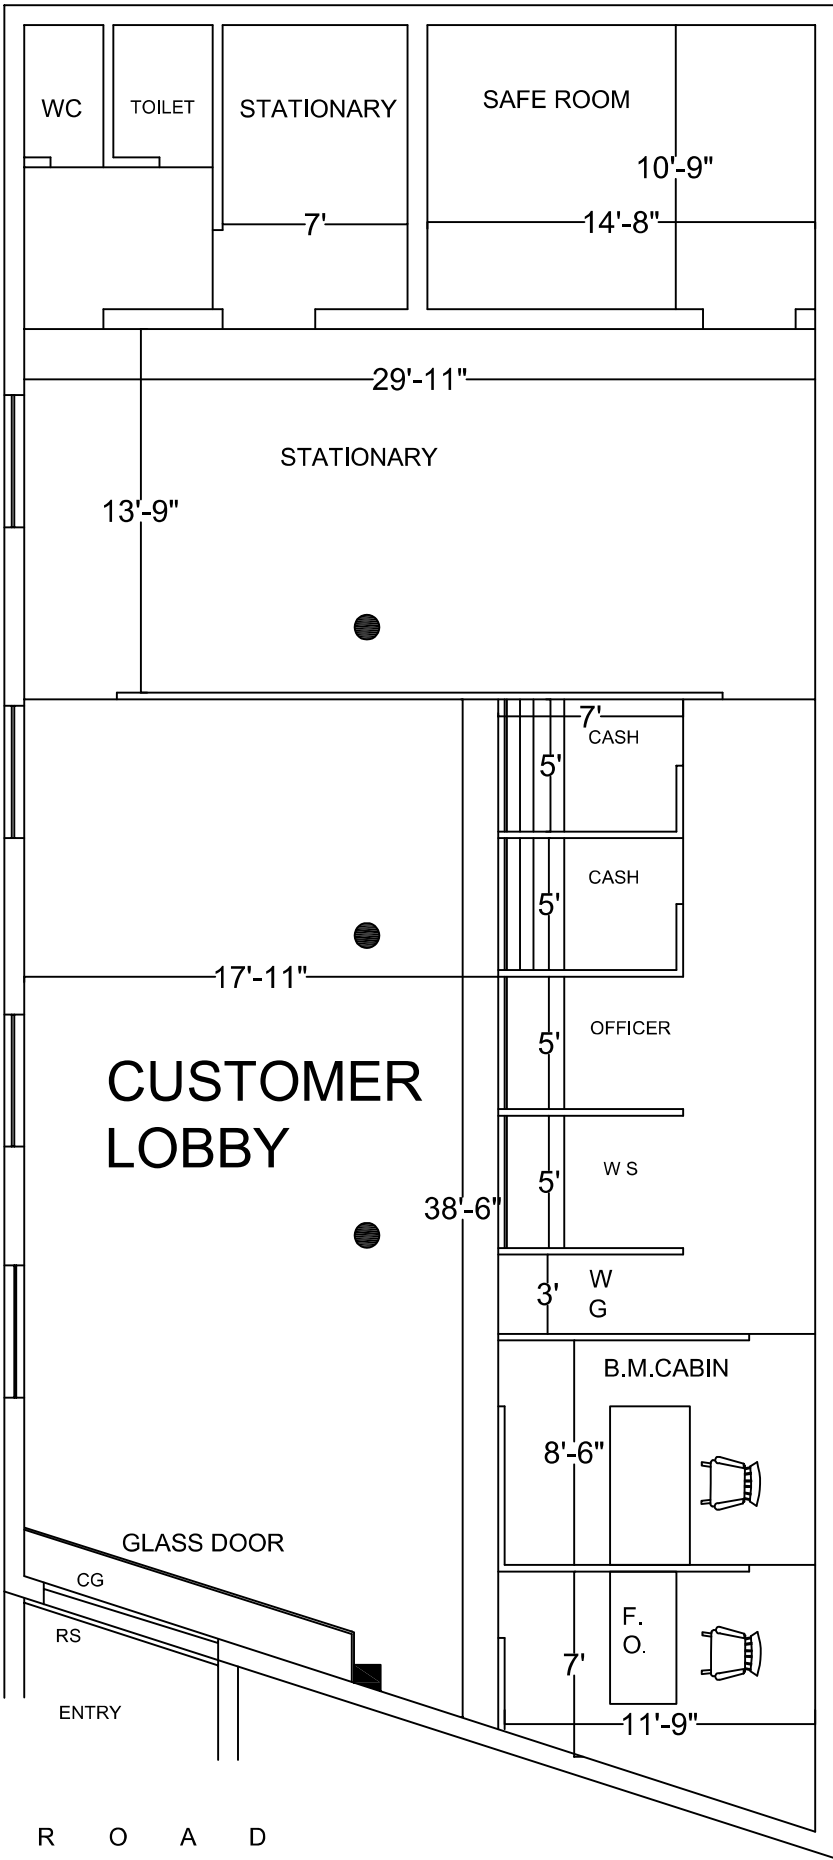 WC
TOILET
STATIONARY
SAFE ROOM
10'-9"
7'
14'-8"
29'-11"
STATIONARY
13'-9"
7'
CASH
5'
CASH
5'
17'-11"
OFFICER
5'
CUSTOMER
LOBBY
W S
5'
38'-6"
W
G
3'
B.M.CABIN
8'-6"
GLASS DOOR
CG
RS
F.
O.
7'
ENTRY
11'-9"
R O A D